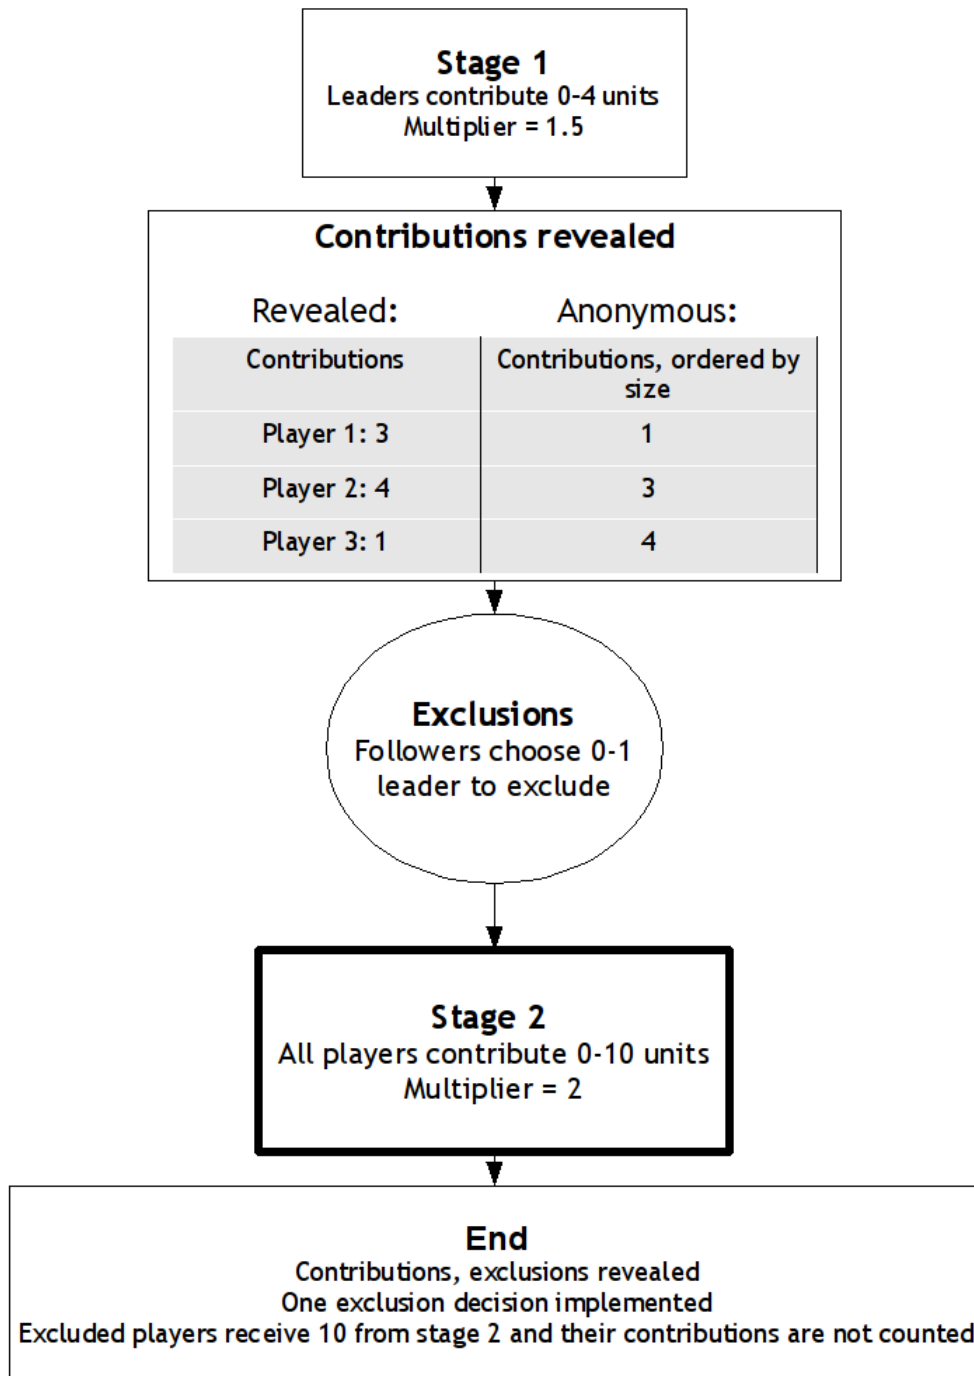 Stage 1
Leaders contribute 0-4 units
Multiplier = 1.5
Contributions revealed
Revealed: Anonymous:
Contributions Contributions, ordered by size
Player 1: 3 1
Player 2: 4 3
Player 3: 1 4
Exclusions
Followers choose 0-1
leader to exclude
Stage 2
All players contribute 0-10 units
Multiplier = 2
End
Contributions, exclusions revealed
One exclusion decision implemented
Excluded players receive 10 from stage 2 and their contributions are not counted